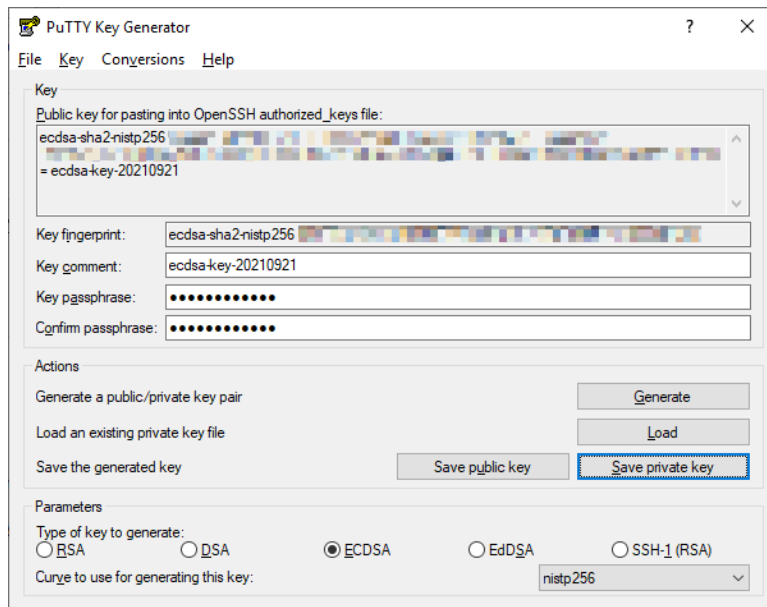 PuTTY Key Generator ? ×
File Key Conversions Help
Key
Public key for pasting into OpenSSH authorized_keys file:
ecdsa-sha2-nistp256
= ecdsa-key-20210921
Key fingerprint: ecdsa-sha2-nistp256
Key comment: ecdsa-key-20210921
Key passphrase: ●●●●●●●●●●●●
Confirm passphrase: ●●●●●●●●●●●●
Actions
Generate a public/private key pair Generate
Load an existing private key file Load
Save the generated key Save public key Save private key
Parameters
Type of key to generate:
RSA DSA ECDSA EdDSA SSH-1 (RSA)
Curve to use for generating this key: nistp256